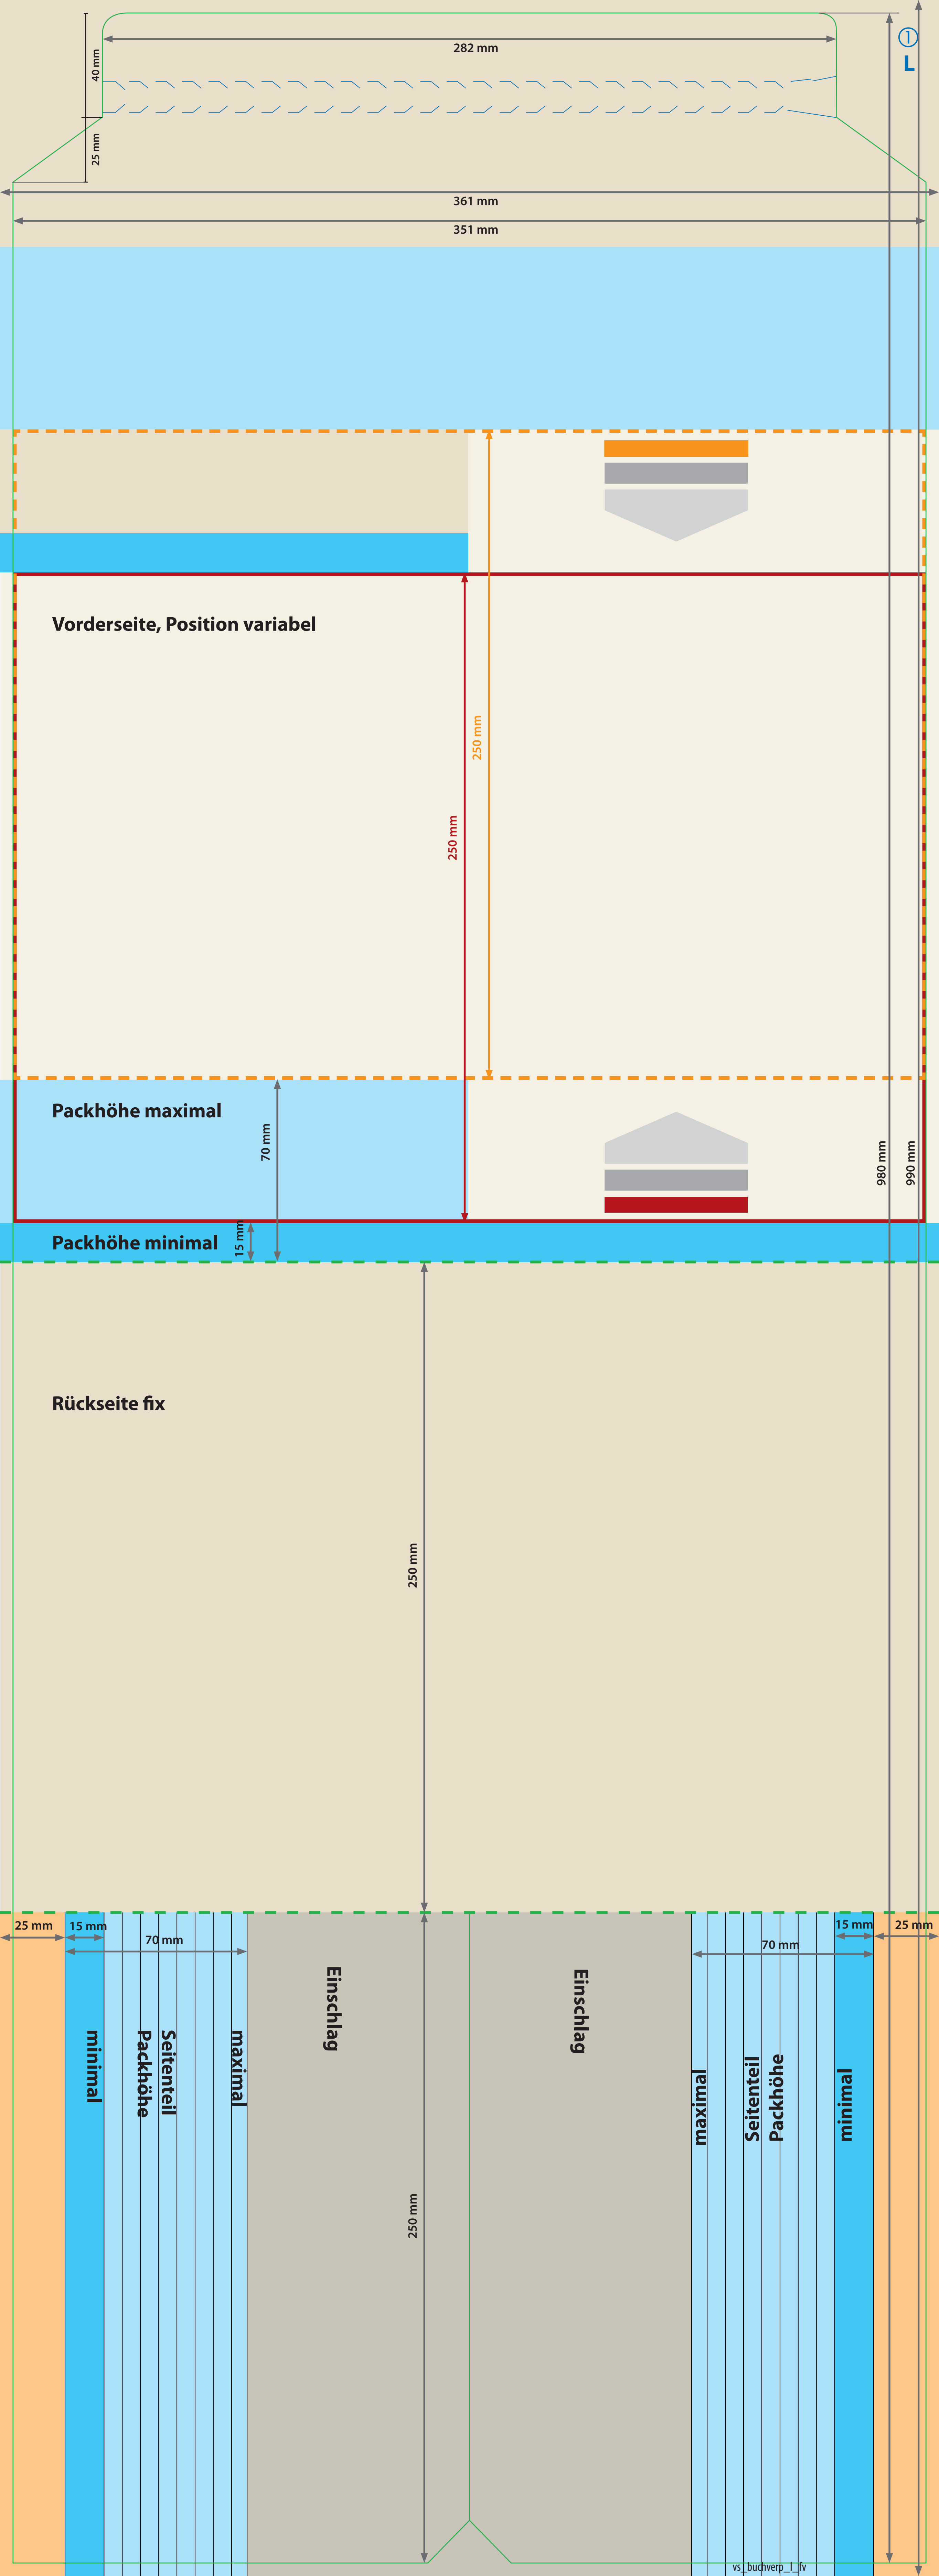 ①
L
282 mm
40 mm
25 mm
361 mm
351 mm
Vorderseite, Position variabel
250 mm
250 mm
Packhöhe maximal
70 mm
980 mm
990 mm
Packhöhe minimal
15 mm
Rückseite fix
250 mm
25 mm
15 mm
70 mm
70 mm
15 mm
25 mm
minimal
Packhöhe
Seitenteil
maximal
Einschlag
Einschlag
maximal
Seitenteil
Packhöhe
minimal
250 mm
vs_buchverp_l_fv